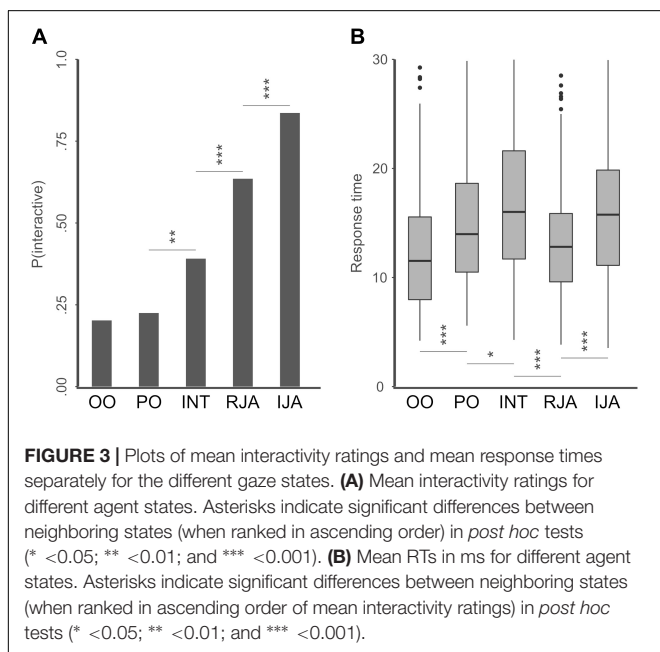 A
B
P(interactive)
1.0
.75
.50
.25
.00
**
***
***
OO PO INT RJA IJA
Response time
30
20
10
0
***
*
***
***
OO PO INT RJA IJA
FIGURE 3 | Plots of mean interactivity ratings and mean response times
separately for the different gaze states. (A) Mean interactivity ratings for
different agent states. Asterisks indicate significant differences between
neighboring states (when ranked in ascending order) in post hoc tests
(* <0.05; ** <0.01; and *** <0.001). (B) Mean RTs in ms for different agent
states. Asterisks indicate significant differences between neighboring states
(when ranked in ascending order of mean interactivity ratings) in post hoc
tests (* <0.05; ** <0.01; and *** <0.001).